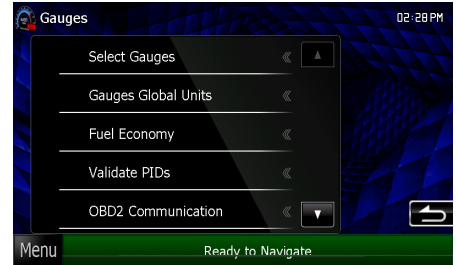 Gauges
02:28 PM
Select Gauges
Gauges Global Units
Fuel Economy
Validate PIDs
OBD2 Communication
Menu
Ready to Navigate